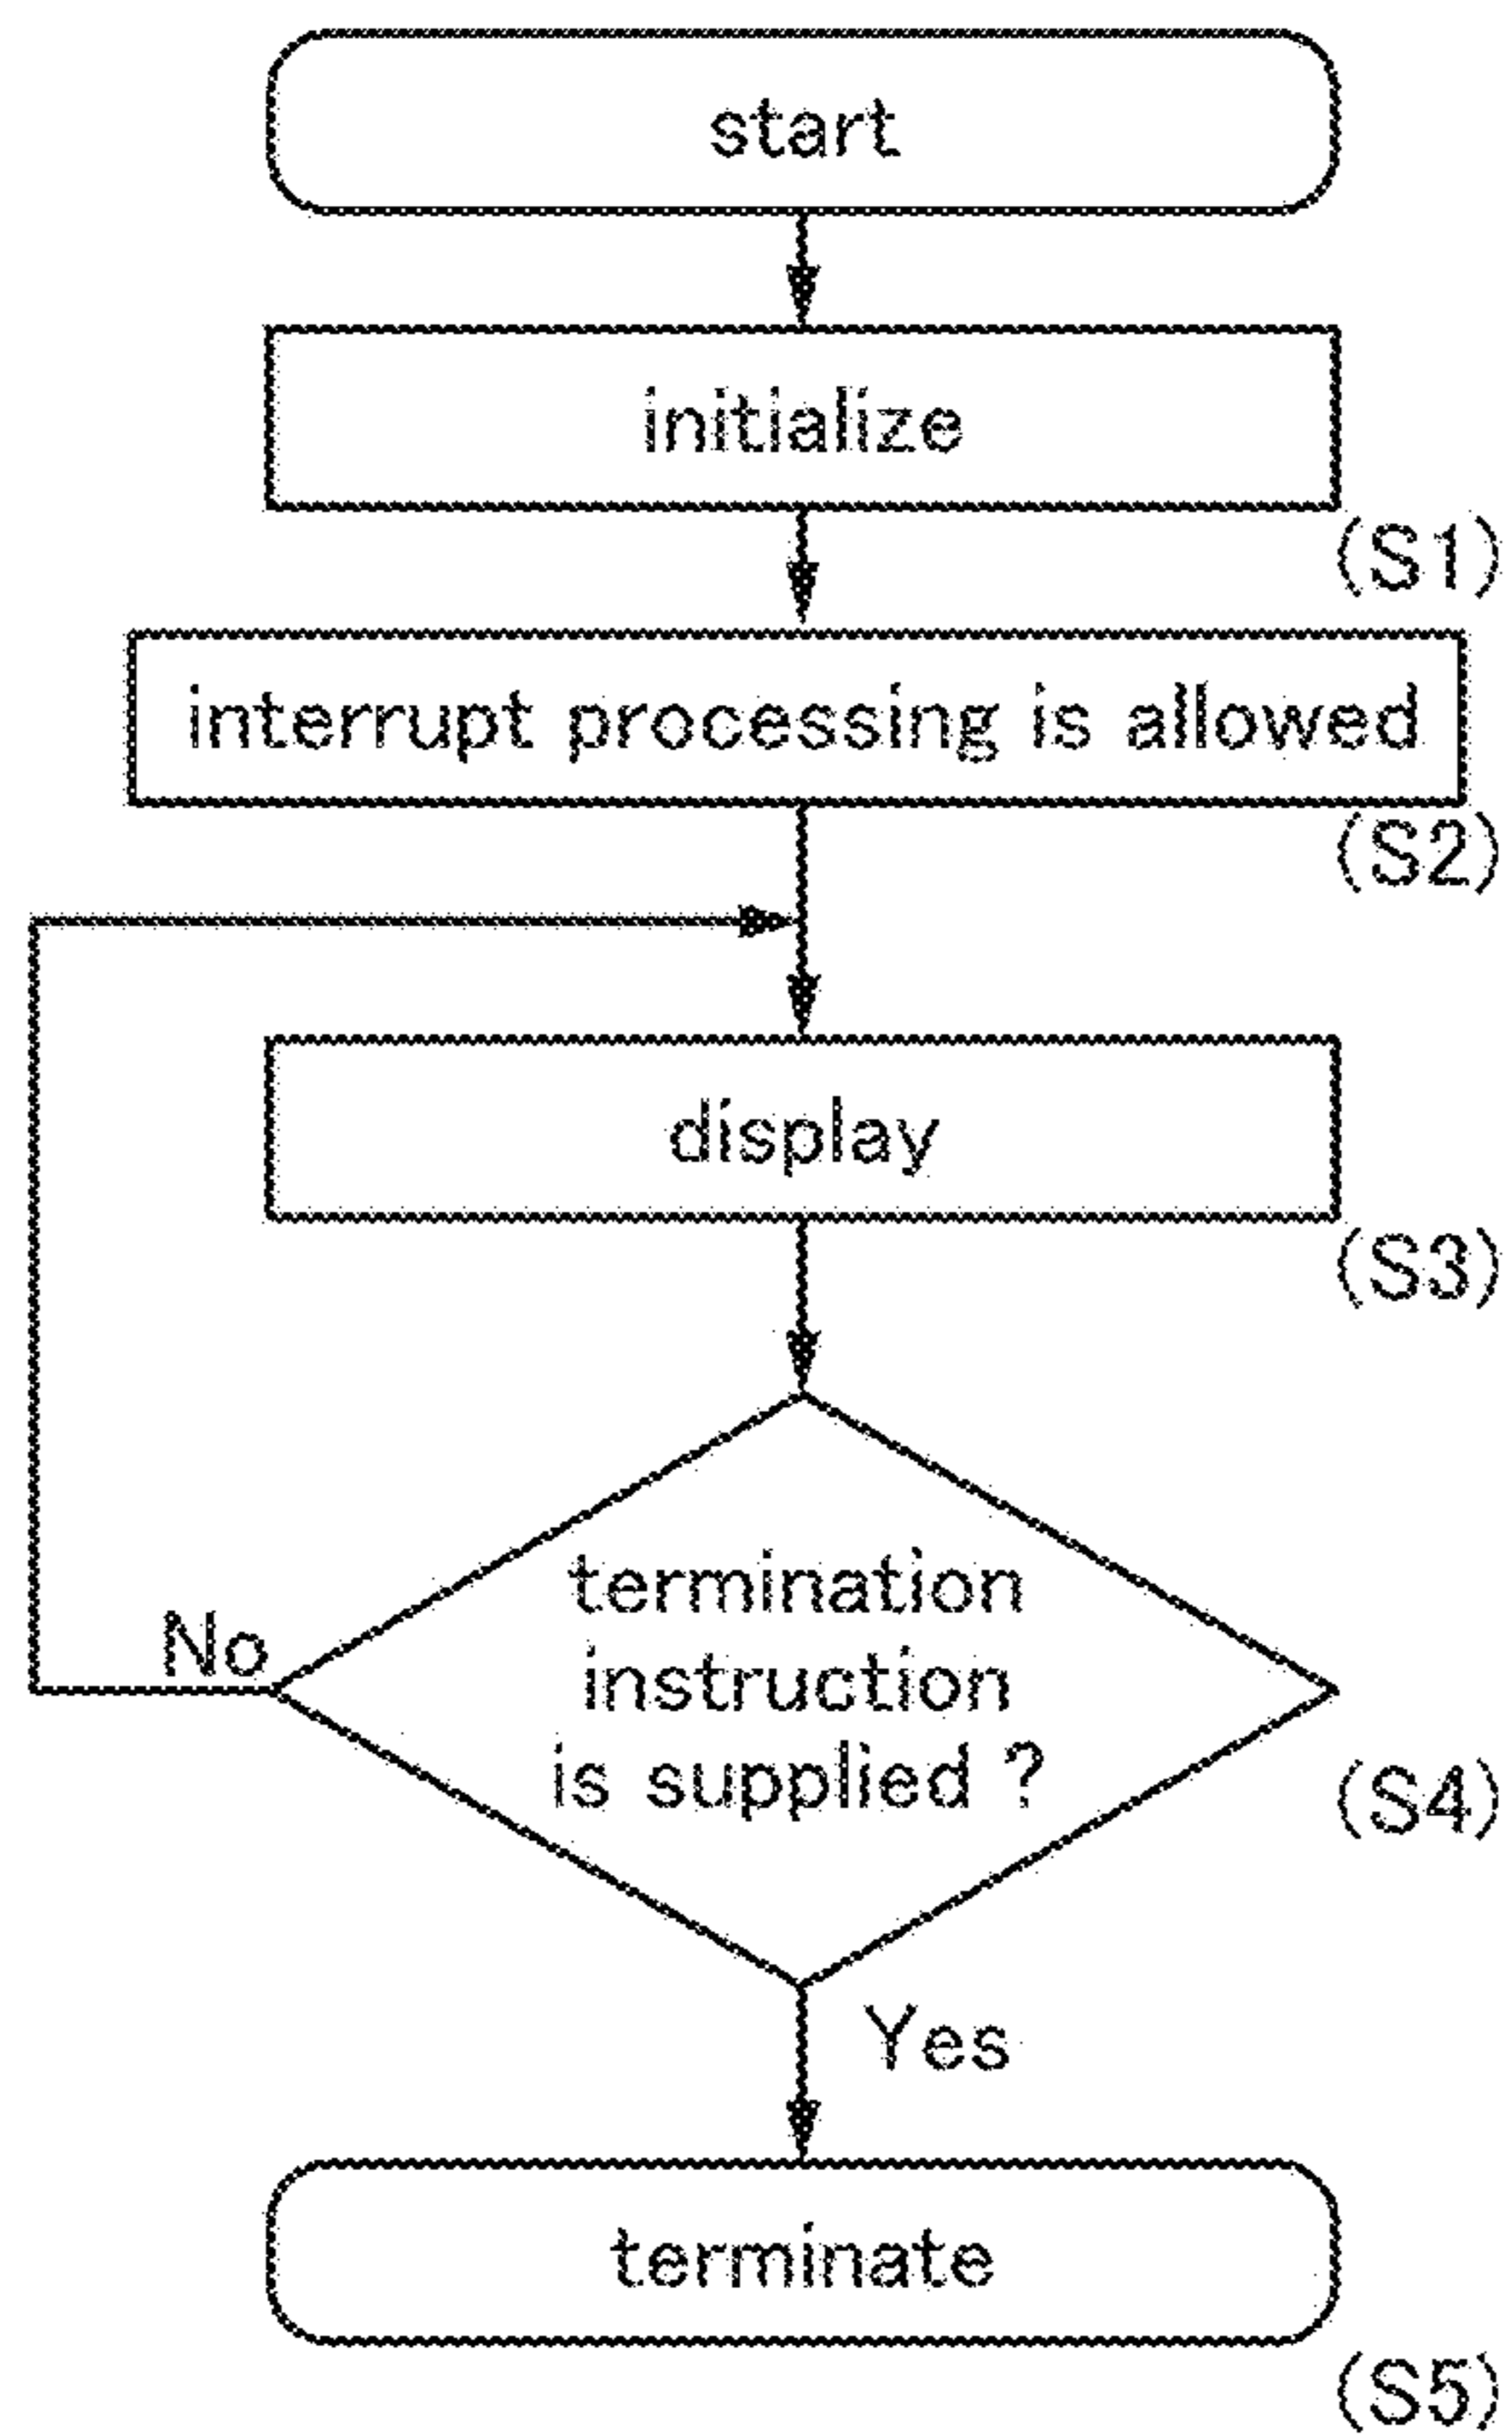 start
initialize
(S1)
interrupt processing is allowed
(S2)
display
(S3)
termination
instruction
is supplied ?
No
(S4)
Yes
terminate
(S5)